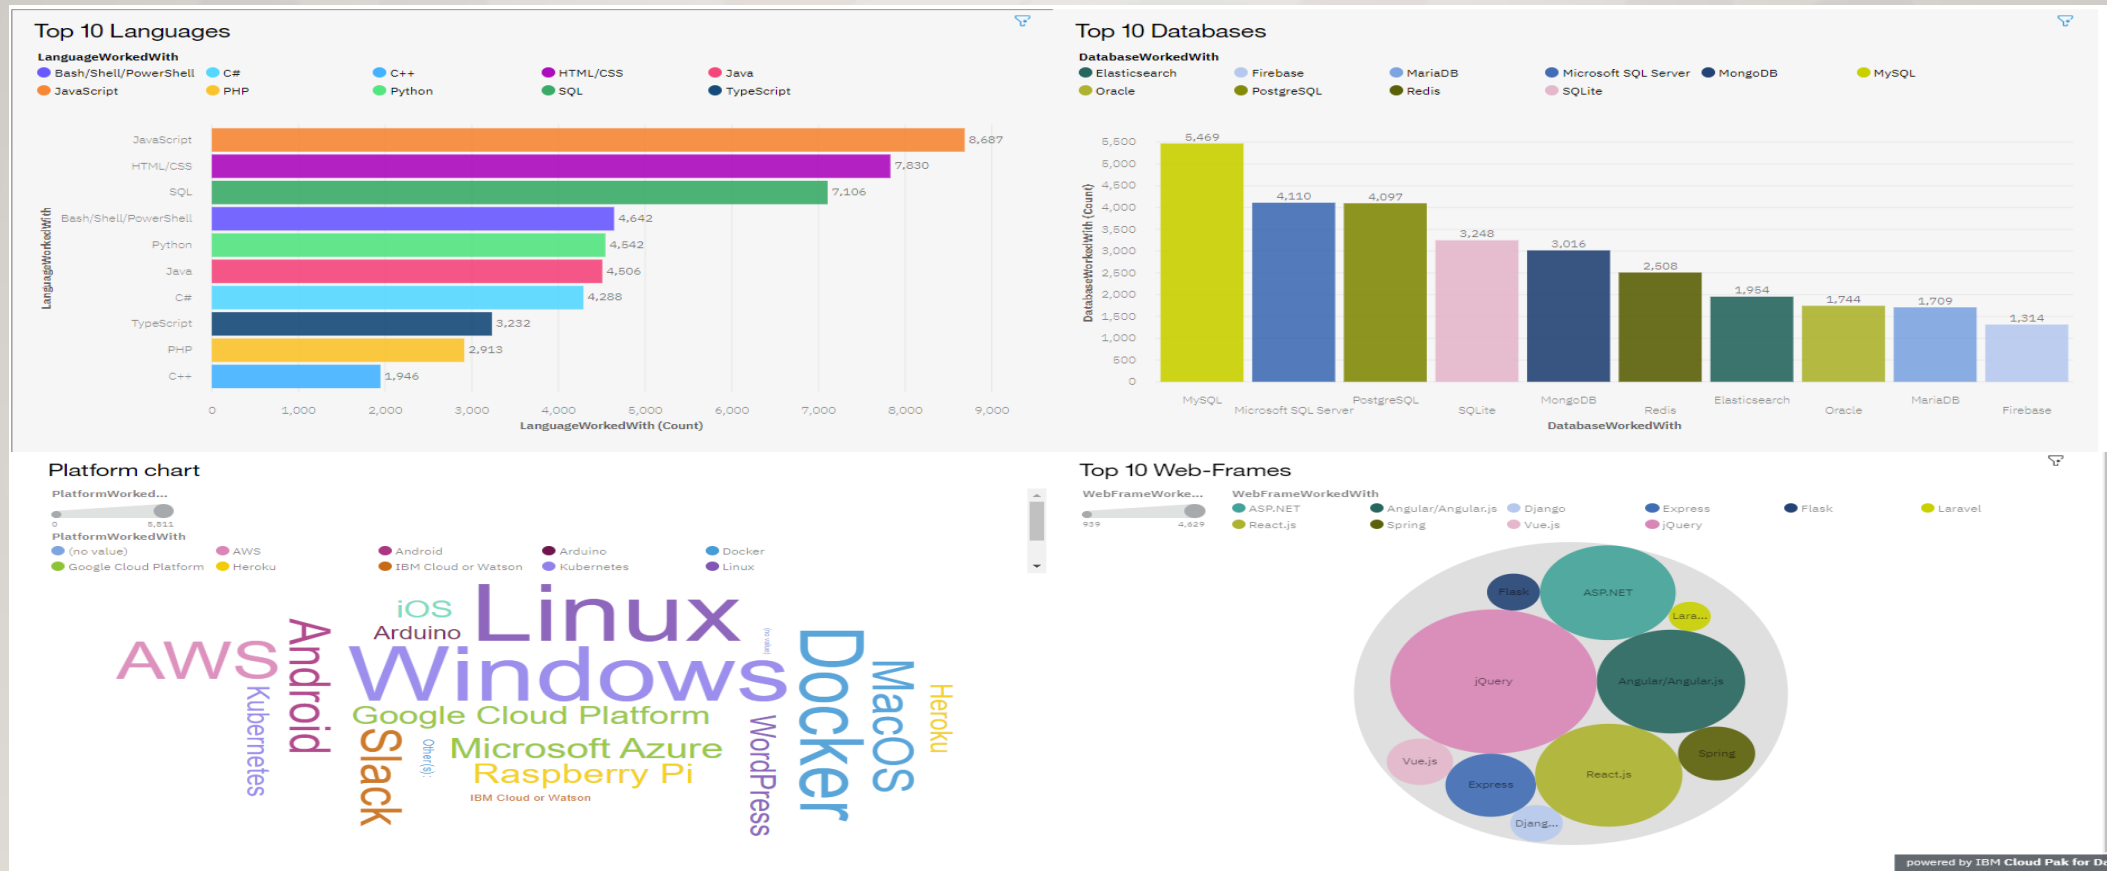 Top 10 Languages
LanguageWorkedWith
Bash/Shell/PowerShell C# C++ HTML/CSS Java
JavaScript PHP Python SQL TypeScript
LanguageWorkedWith
JavaScript 8,687
HTML/CSS 7,830
SQL 7,106
Bash/Shell/PowerShell 4,642
Python 4,542
Java 4,506
C# 4,288
TypeScript 3,232
PHP 2,913
C++ 1,946
0 1,000 2,000 3,000 4,000 5,000 6,000 7,000 8,000 9,000
LanguageWorkedWith (Count)
Top 10 Databases
DatabaseWorkedWith
Elasticsearch Firebase MariaDB Microsoft SQL Server MongoDB MySQL
Oracle PostgreSQL Redis SQLite
DatabaseWorkedWith (Count)
5,500
5,000
4,500
4,000
3,500
3,000
2,500
2,000
1,500
1,000
500
0
5,469 4,110 4,097 3,248 3,016 2,508 1,954 1,744 1,709 1,314
MySQL Microsoft SQL Server PostgreSQL SQLite MongoDB Redis Elasticsearch Oracle MariaDB Firebase
DatabaseWorkedWith
Platform chart
PlatformWorked...
0 5,811
PlatformWorkedWith
(no value) AWS Android Arduino Docker
Google Cloud Platform Heroku IBM Cloud or Watson Kubernetes Linux
iOS
Linux
Arduino
(no value)
AWS
Android
Windows
Docker
MacOS
Heroku
Kubernetes
Google Cloud Platform
Slack
Other(s):
Microsoft Azure
WordPress
Raspberry Pi
IBM Cloud or Watson
Top 10 Web-Frames
WebFrameWorke...
939 4,629
WebFrameWorkedWith
ASP.NET Angular/Angular.js Django Express Flask Laravel
React.js Spring Vue.js jQuery
Flask
ASP.NET
Lara...
jQuery
Angular/Angular.js
Vue.js
Spring
React.js
Express
Djang...
powered by IBM Cloud Pak for Da